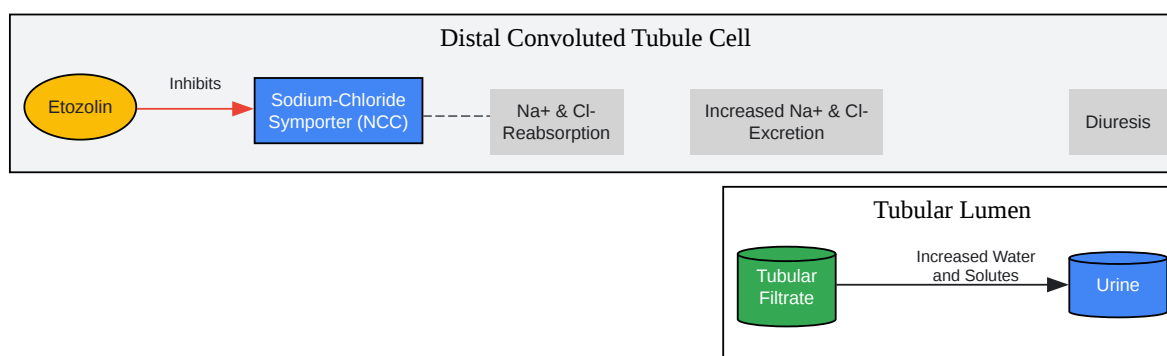 Distal Convoluted Tubule Cell
Etozolin
Inhibits
Sodium-Chloride
Symporter (NCC)
Na+ & Cl-
Reabsorption
Increased Na+ & Cl-
Excretion
Diuresis
Tubular Lumen
Tubular
Filtrate
Increased Water
and Solutes
Urine